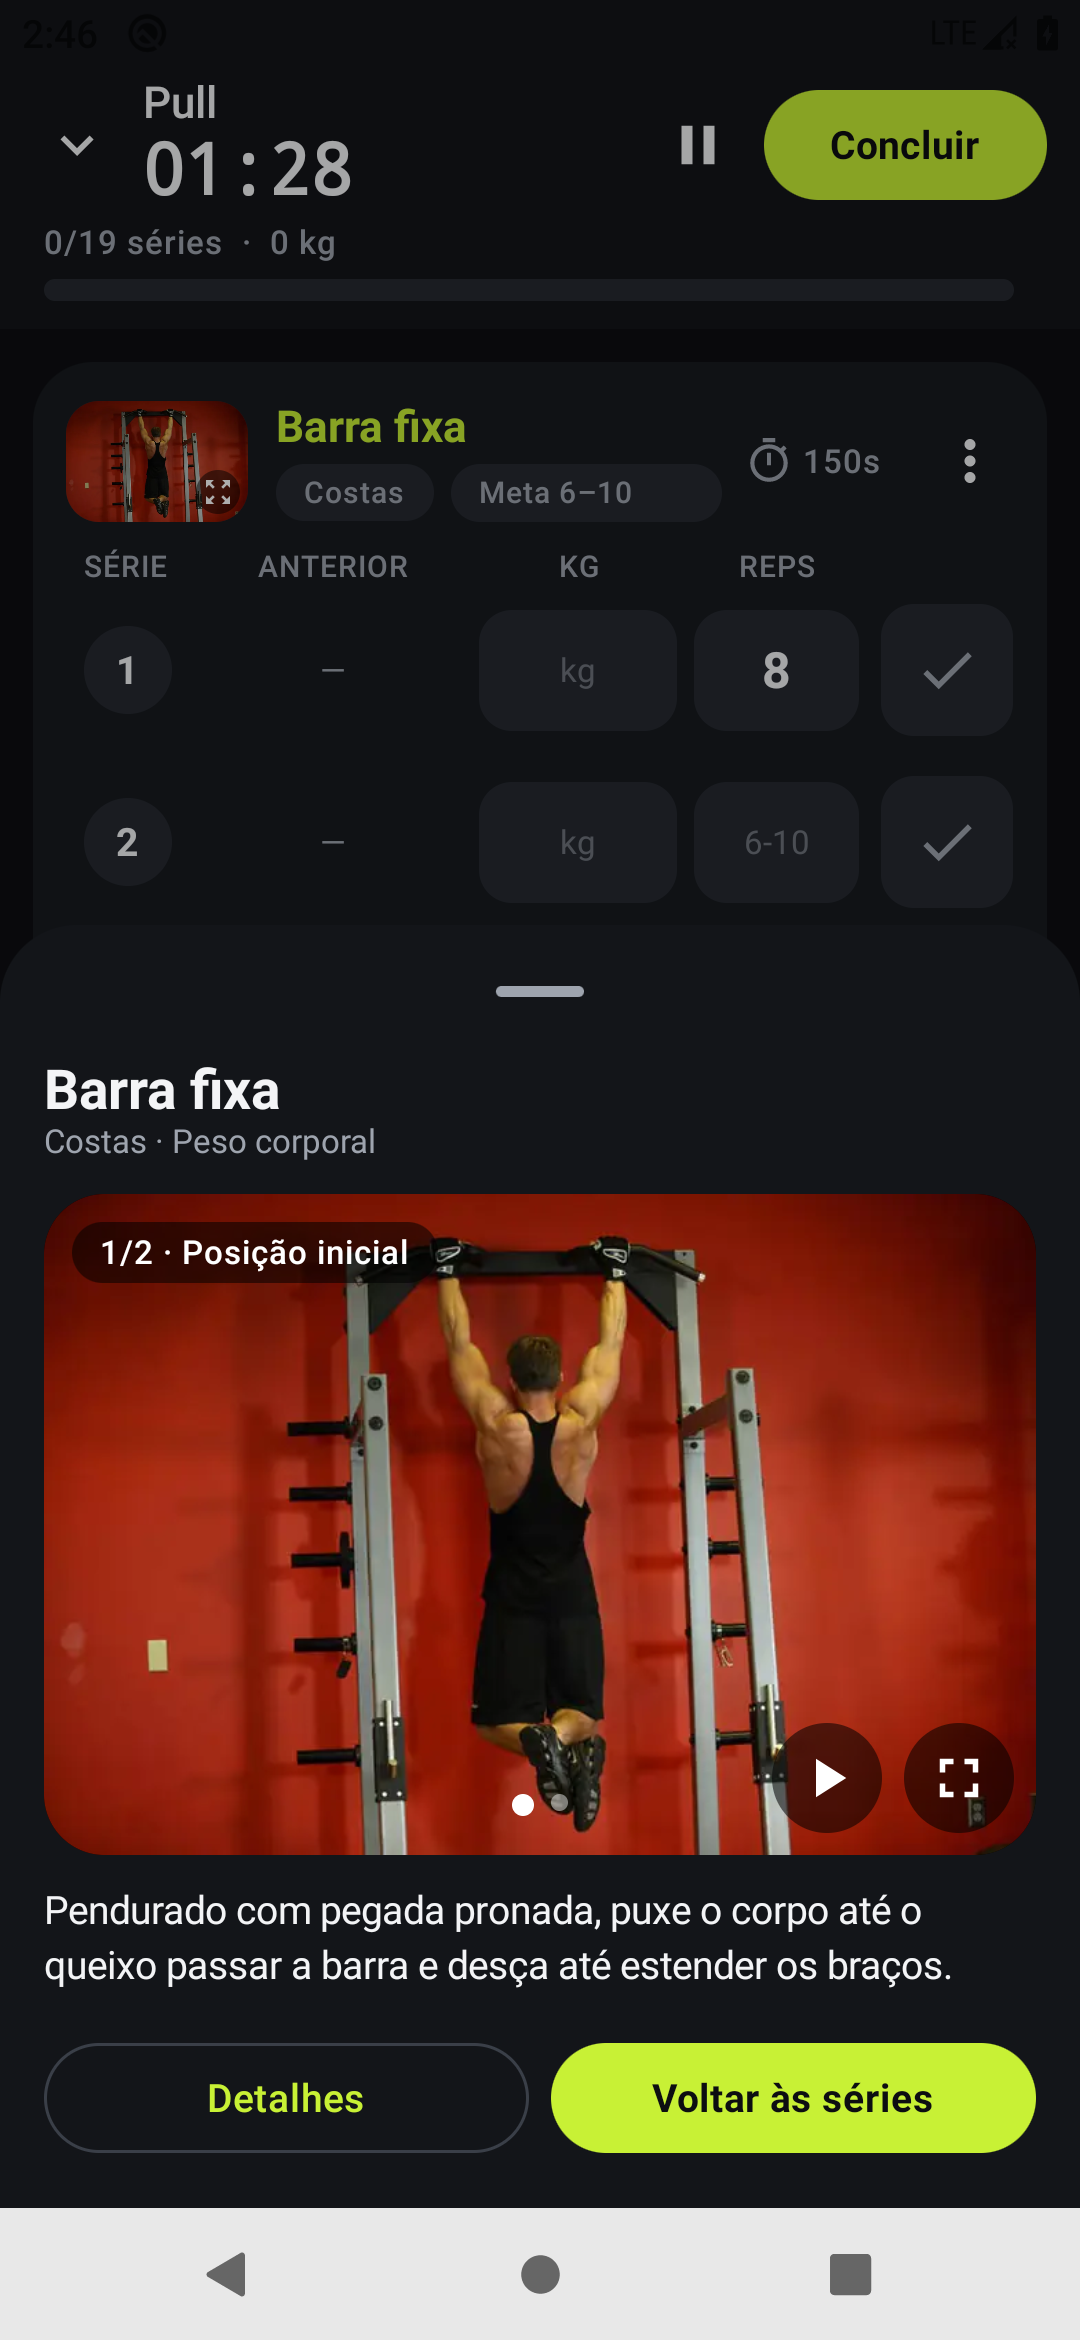 2:46 LTE
Pull
01:28
Concluir
0/19 séries · 0 kg
Barra fixa
Costas Meta 6–10
150s
SÉRIE ANTERIOR KG REPS
1 – kg 8
2 – kg 6-10
Barra fixa
Costas · Peso corporal
1/2 · Posição inicial
Pendurado com pegada pronada, puxe o corpo até o
queixo passar a barra e desça até estender os braços.
Detalhes Voltar às séries